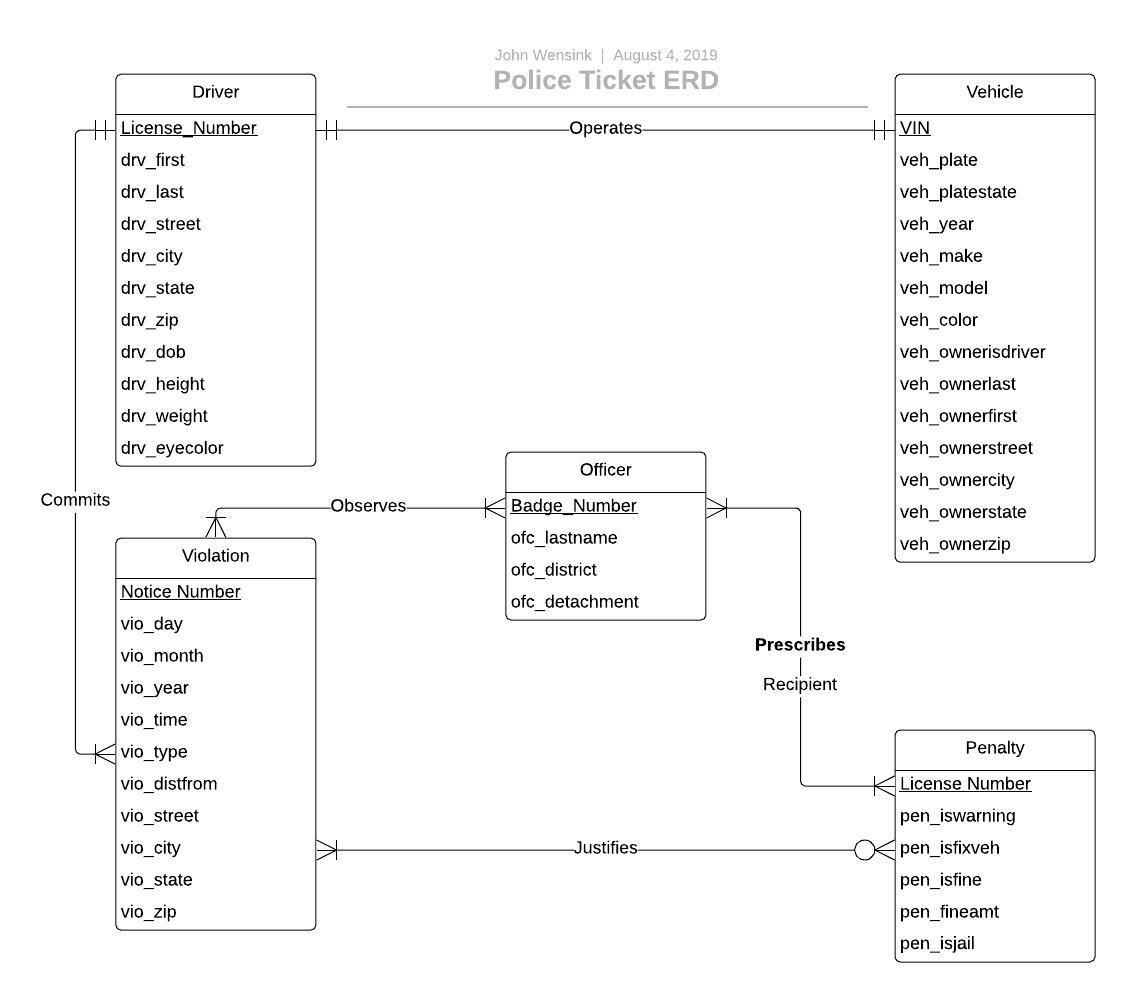 John Wensink | August 4, 2019
Police Ticket ERD
Driver
License_Number
drv_first
drv_last
drv_street
drv_city
drv_state
drv_zip
drv_dob
drv_height
drv_weight
drv_eyecolor
Operates
Vehicle
VIN
veh_plate
veh_platestate
veh_year
veh_make
veh_model
veh_color
veh_ownerisdriver
veh_ownerlast
veh_ownerfirst
veh_ownerstreet
veh_ownercity
veh_ownerstate
veh_ownerzip
Commits
Observes
Officer
Badge_Number
ofc_lastname
ofc_district
ofc_detachment
Violation
Notice Number
vio_day
vio_month
vio_year
vio_time
vio_type
vio_distfrom
vio_street
vio_city
vio_state
vio_zip
Prescribes
Recipient
Justifies
Penalty
License Number
pen_iswarning
pen_isfixveh
pen_isfine
pen_fineamt
pen_isjail